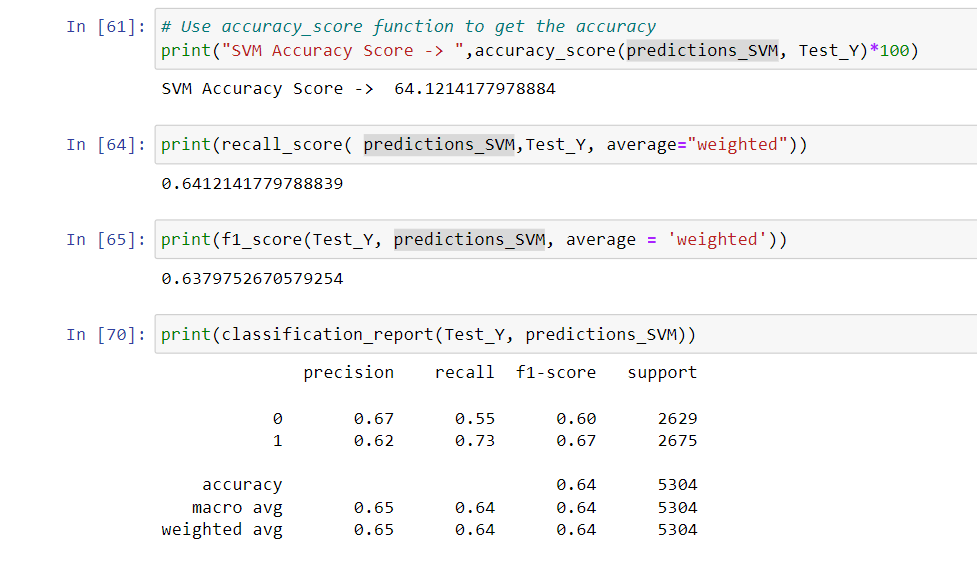 In [61]: # Use accuracy_score function to get the accuracy
print("SVM Accuracy Score -> ",accuracy_score(predictions_SVM, Test_Y)*100)
SVM Accuracy Score ->  64.1214177978884
In [64]: print(recall_score( predictions_SVM,Test_Y, average="weighted"))
0.6412141779788839
In [65]: print(f1_score(Test_Y, predictions_SVM, average = 'weighted'))
0.6379752670579254
In [70]: print(classification_report(Test_Y, predictions_SVM))
precision recall f1-score support
0 0.67 0.55 0.60 2629
1 0.62 0.73 0.67 2675
accuracy 0.64 5304
macro avg 0.65 0.64 0.64 5304
weighted avg 0.65 0.64 0.64 5304